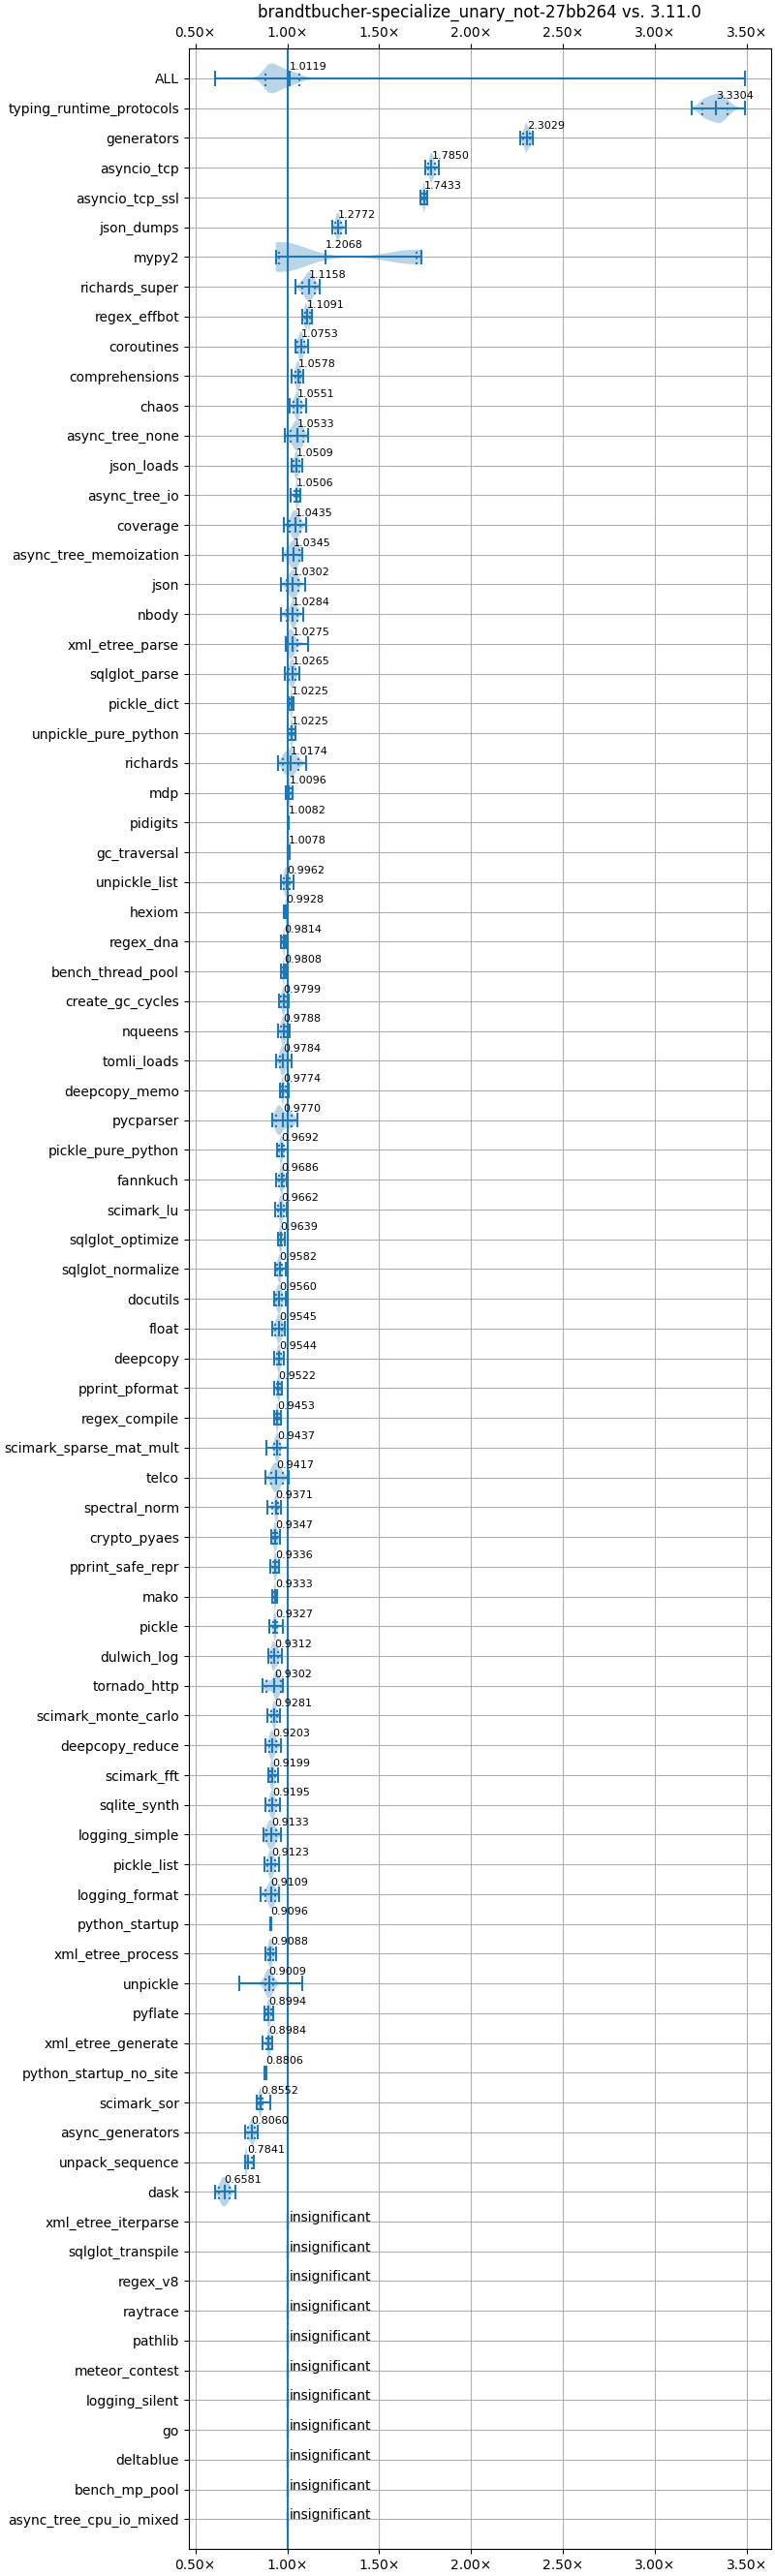 brandtbucher-specialize_unary_not-27bb264 vs. 3.11.0
0.50× 1.00× 1.50× 2.00× 2.50× 3.00× 3.50×
ALL 1.0119
typing_runtime_protocols 3.3304
generators 2.3029
asyncio_tcp 1.7850
asyncio_tcp_ssl 1.7433
json_dumps 1.2772
mypy2 1.2068
richards_super 1.1158
regex_effbot 1.1091
coroutines 1.0753
comprehensions 1.0578
chaos 1.0551
async_tree_none 1.0533
json_loads 1.0509
async_tree_io 1.0506
coverage 1.0435
async_tree_memoization 1.0345
json 1.0302
nbody 1.0284
xml_etree_parse 1.0275
sqlglot_parse 1.0265
pickle_dict 1.0225
unpickle_pure_python 1.0225
richards 1.0174
mdp 1.0096
pidigits 1.0082
gc_traversal 1.0078
unpickle_list 0.9962
hexiom 0.9928
regex_dna 0.9814
bench_thread_pool 0.9808
create_gc_cycles 0.9799
nqueens 0.9788
tomli_loads 0.9784
deepcopy_memo 0.9774
pycparser 0.9770
pickle_pure_python 0.9692
fannkuch 0.9686
scimark_lu 0.9662
sqlglot_optimize 0.9639
sqlglot_normalize 0.9582
docutils 0.9560
float 0.9545
deepcopy 0.9544
pprint_pformat 0.9522
regex_compile 0.9453
scimark_sparse_mat_mult 0.9437
telco 0.9417
spectral_norm 0.9371
crypto_pyaes 0.9347
pprint_safe_repr 0.9336
mako 0.9333
pickle 0.9327
dulwich_log 0.9312
tornado_http 0.9302
scimark_monte_carlo 0.9281
deepcopy_reduce 0.9203
scimark_fft 0.9199
sqlite_synth 0.9195
logging_simple 0.9133
pickle_list 0.9123
logging_format 0.9109
python_startup 0.9096
xml_etree_process 0.9088
unpickle 0.9009
pyflate 0.8994
xml_etree_generate 0.8984
python_startup_no_site 0.8806
scimark_sor 0.8552
async_generators 0.8060
unpack_sequence 0.7841
dask 0.6581
xml_etree_iterparse insignificant
sqlglot_transpile insignificant
regex_v8 insignificant
raytrace insignificant
pathlib insignificant
meteor_contest insignificant
logging_silent insignificant
go insignificant
deltablue insignificant
bench_mp_pool insignificant
async_tree_cpu_io_mixed insignificant
0.50× 1.00× 1.50× 2.00× 2.50× 3.00× 3.50×